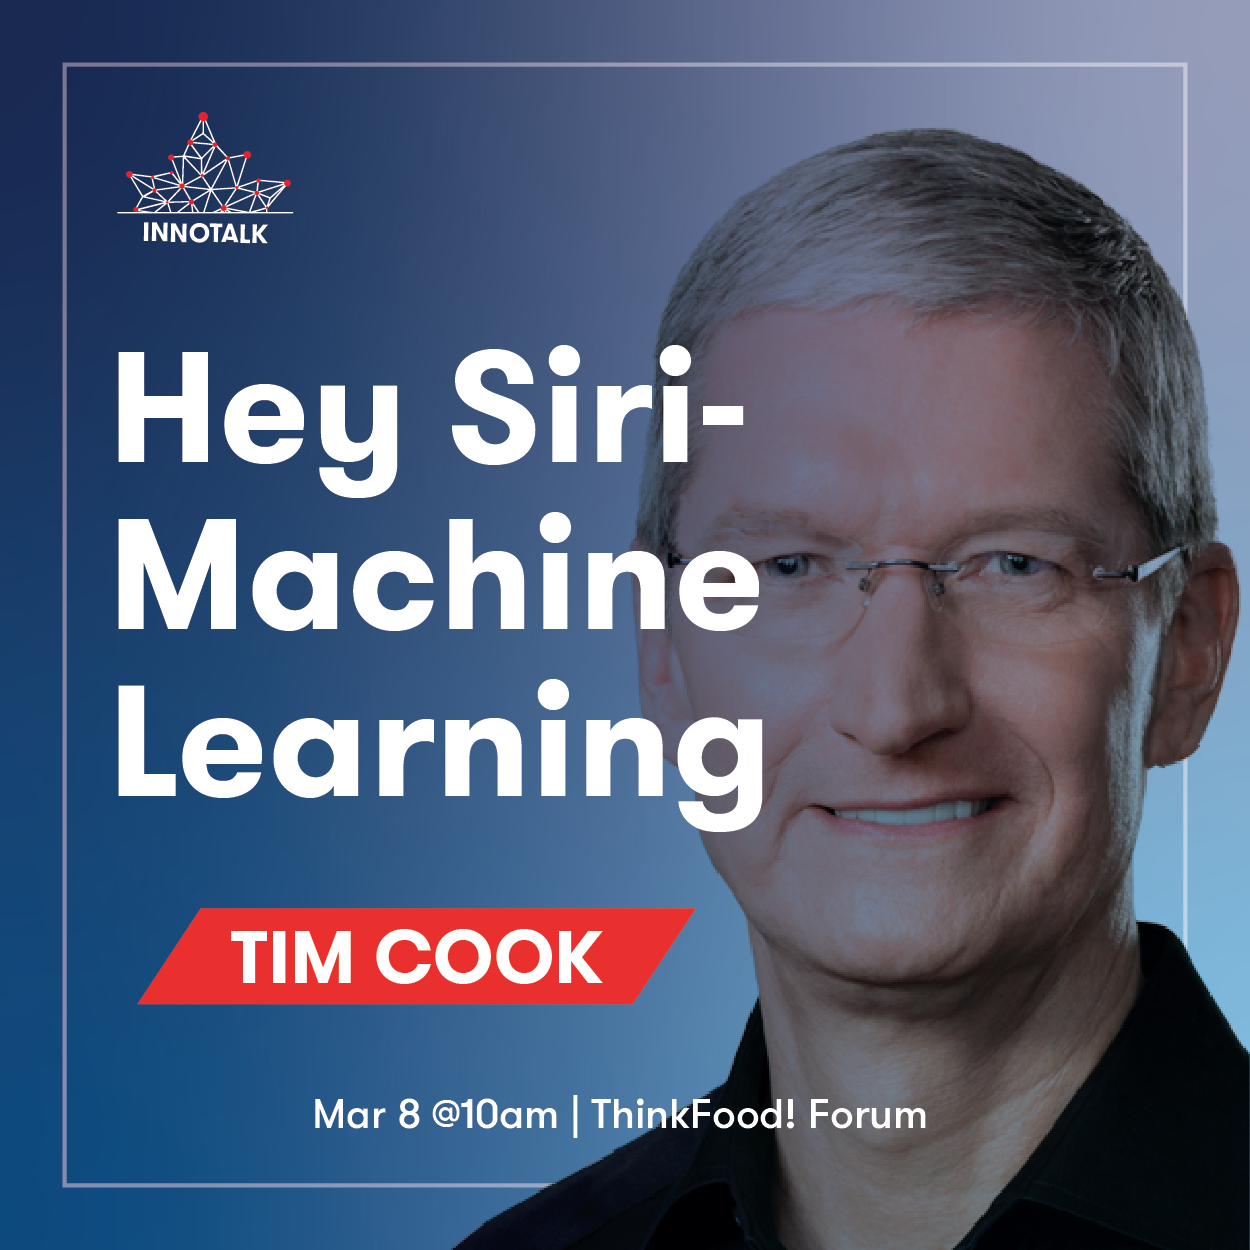 INNOTALK
Hey Siri-
Machine
Learning
TIM COOK
Mar 8 @10am | ThinkFood! Forum